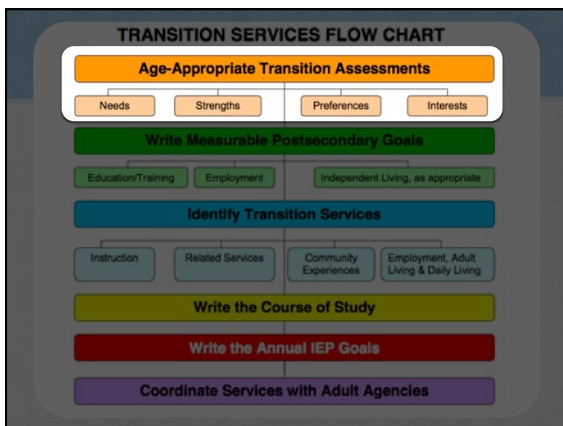 TRANSITION SERVICES FLOW CHART
Age-Appropriate Transition Assessments
Needs
Strengths
Preferences
Interests
Write Measurable Postsecondary Goals
Education/Training
Employment
Independent Living, as appropriate
Identify Transition Services
Instruction
Related Services
Community
Experiences
Employment, Adult
Living & Daily Living
Write the Course of Study
Write the Annual IEP Goals
Coordinate Services with Adult Agencies